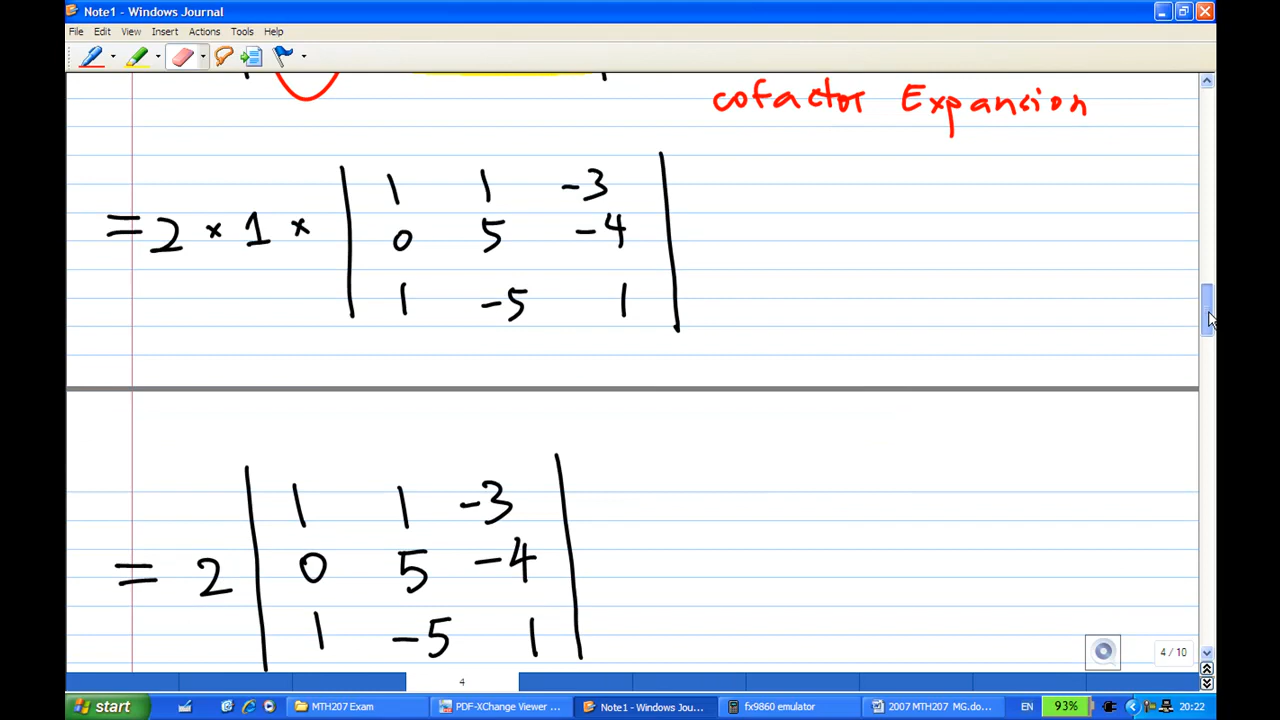 Note1 - Windows Journal
File Edit View Insert Actions Tools Help
cofactor Expansion
1 1 -3
= 2 × 1 × 0 5 -4
1 -5 1
1 1 -3
= 2 0 5 -4
1 -5 1
4 / 10
4
start MTH207 Exam PDF-XChange Viewer ... Note1 - Windows Jou... fx9860 emulator 2007 MTH207 MG.do... EN 93% 20:22